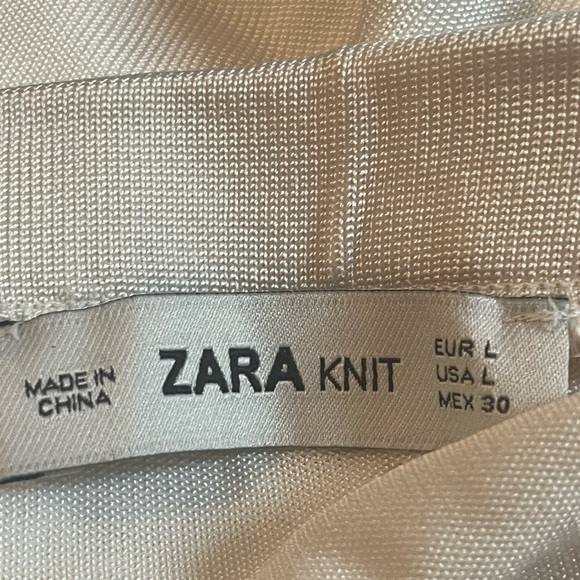 MADE IN
CHINA
ZARA KNIT
EUR L
USA L
MEX 30